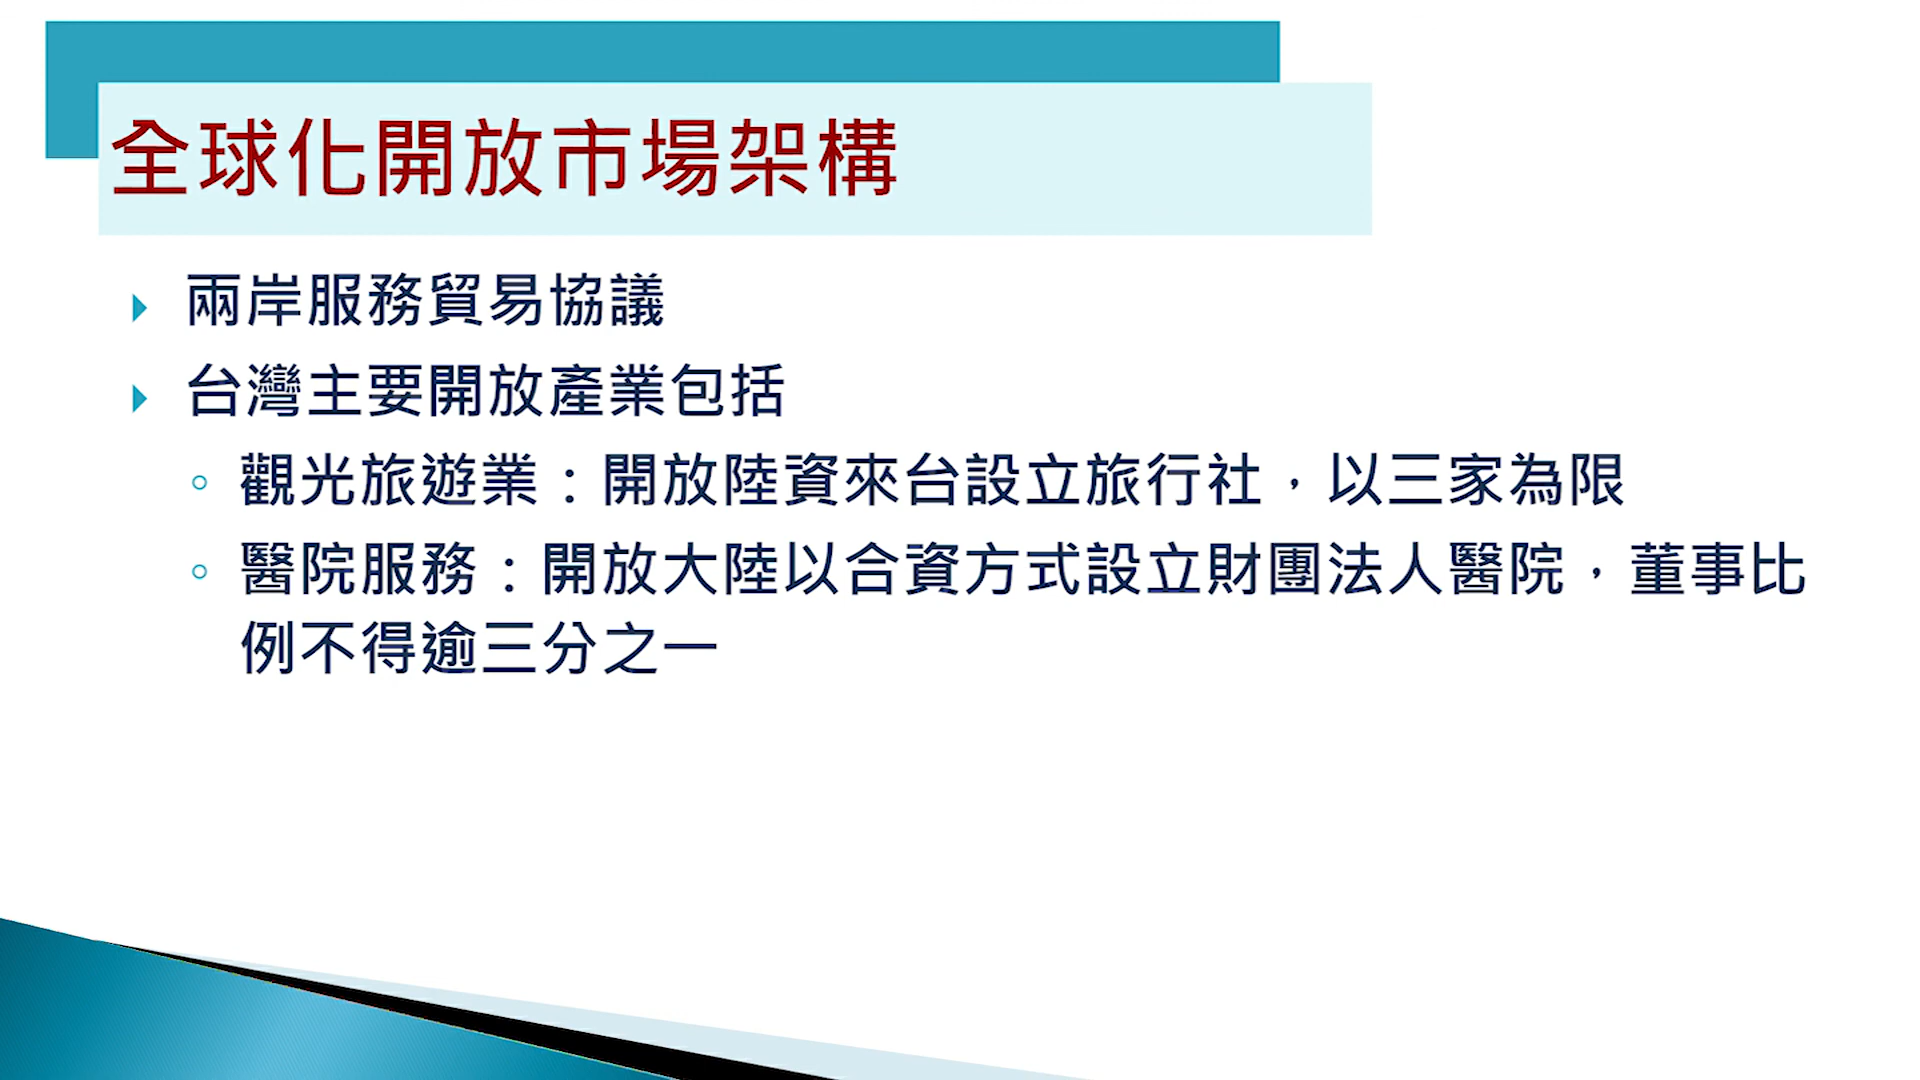 全球化開放市場架構
兩岸服務貿易協議
台灣主要開放產業包括
觀光旅遊業：開放陸資來台設立旅行社，以三家為限
醫院服務：開放大陸以合資方式設立財團法人醫院，董事比
例不得逾三分之一